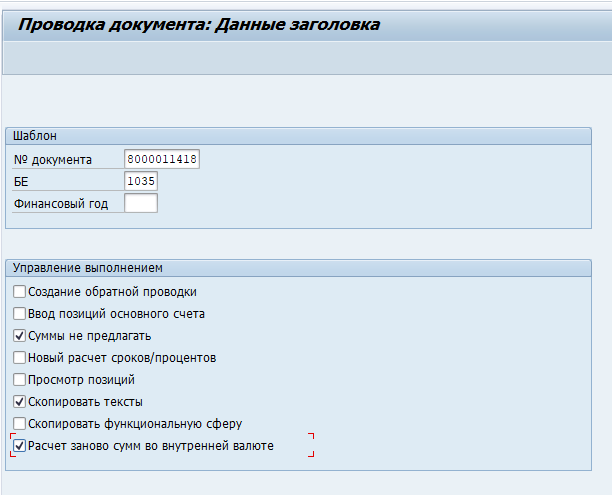 Проводка документа: Данные заголовка
Шаблон
№ документа 8000011418
БЕ 1035
Финансовый год
Управление выполнением
Создание обратной проводки
Ввод позиций основного счета
Суммы не предлагать
Новый расчет сроков/процентов
Просмотр позиций
Скопировать тексты
Скопировать функциональную сферу
Расчет заново сумм во внутренней валюте